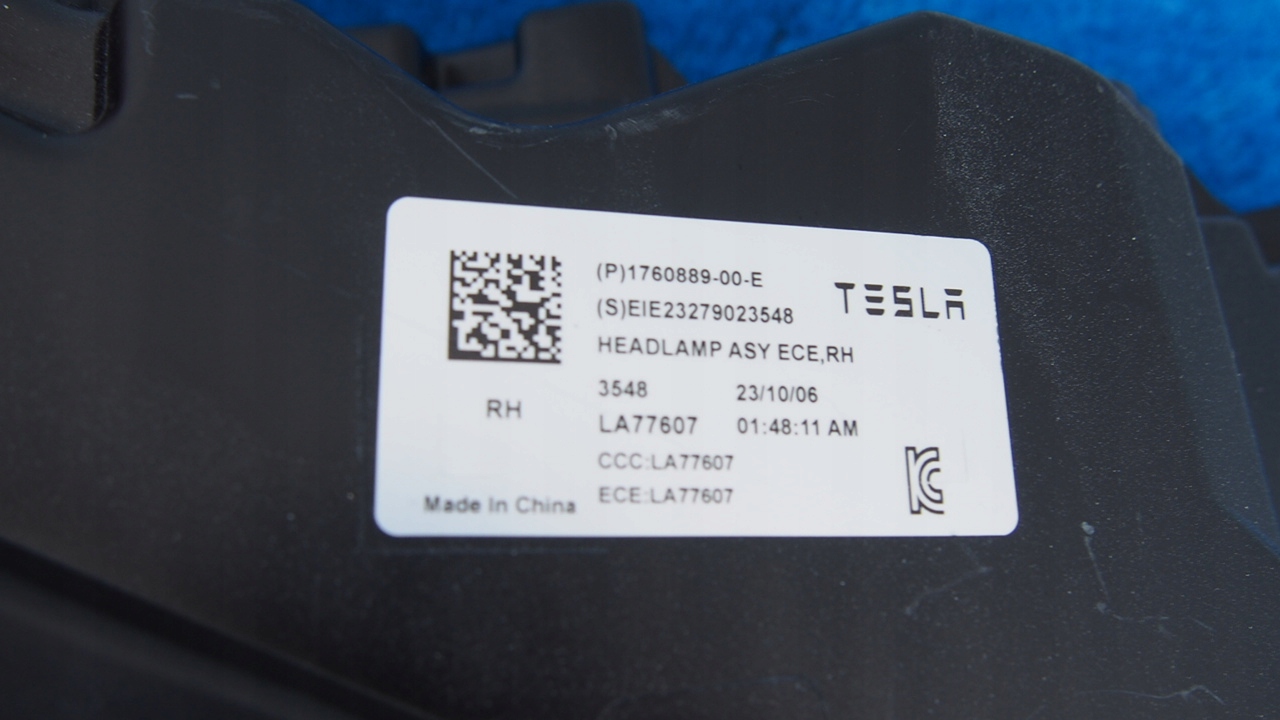 (P)1760889-00-E
TESLA
(S)EIE23279023548
HEADLAMP ASY ECE,RH
3548 23/10/06
RH
LA77607 01:48:11 AM
CCC:LA77607
ECE:LA77607
KC
Made In China